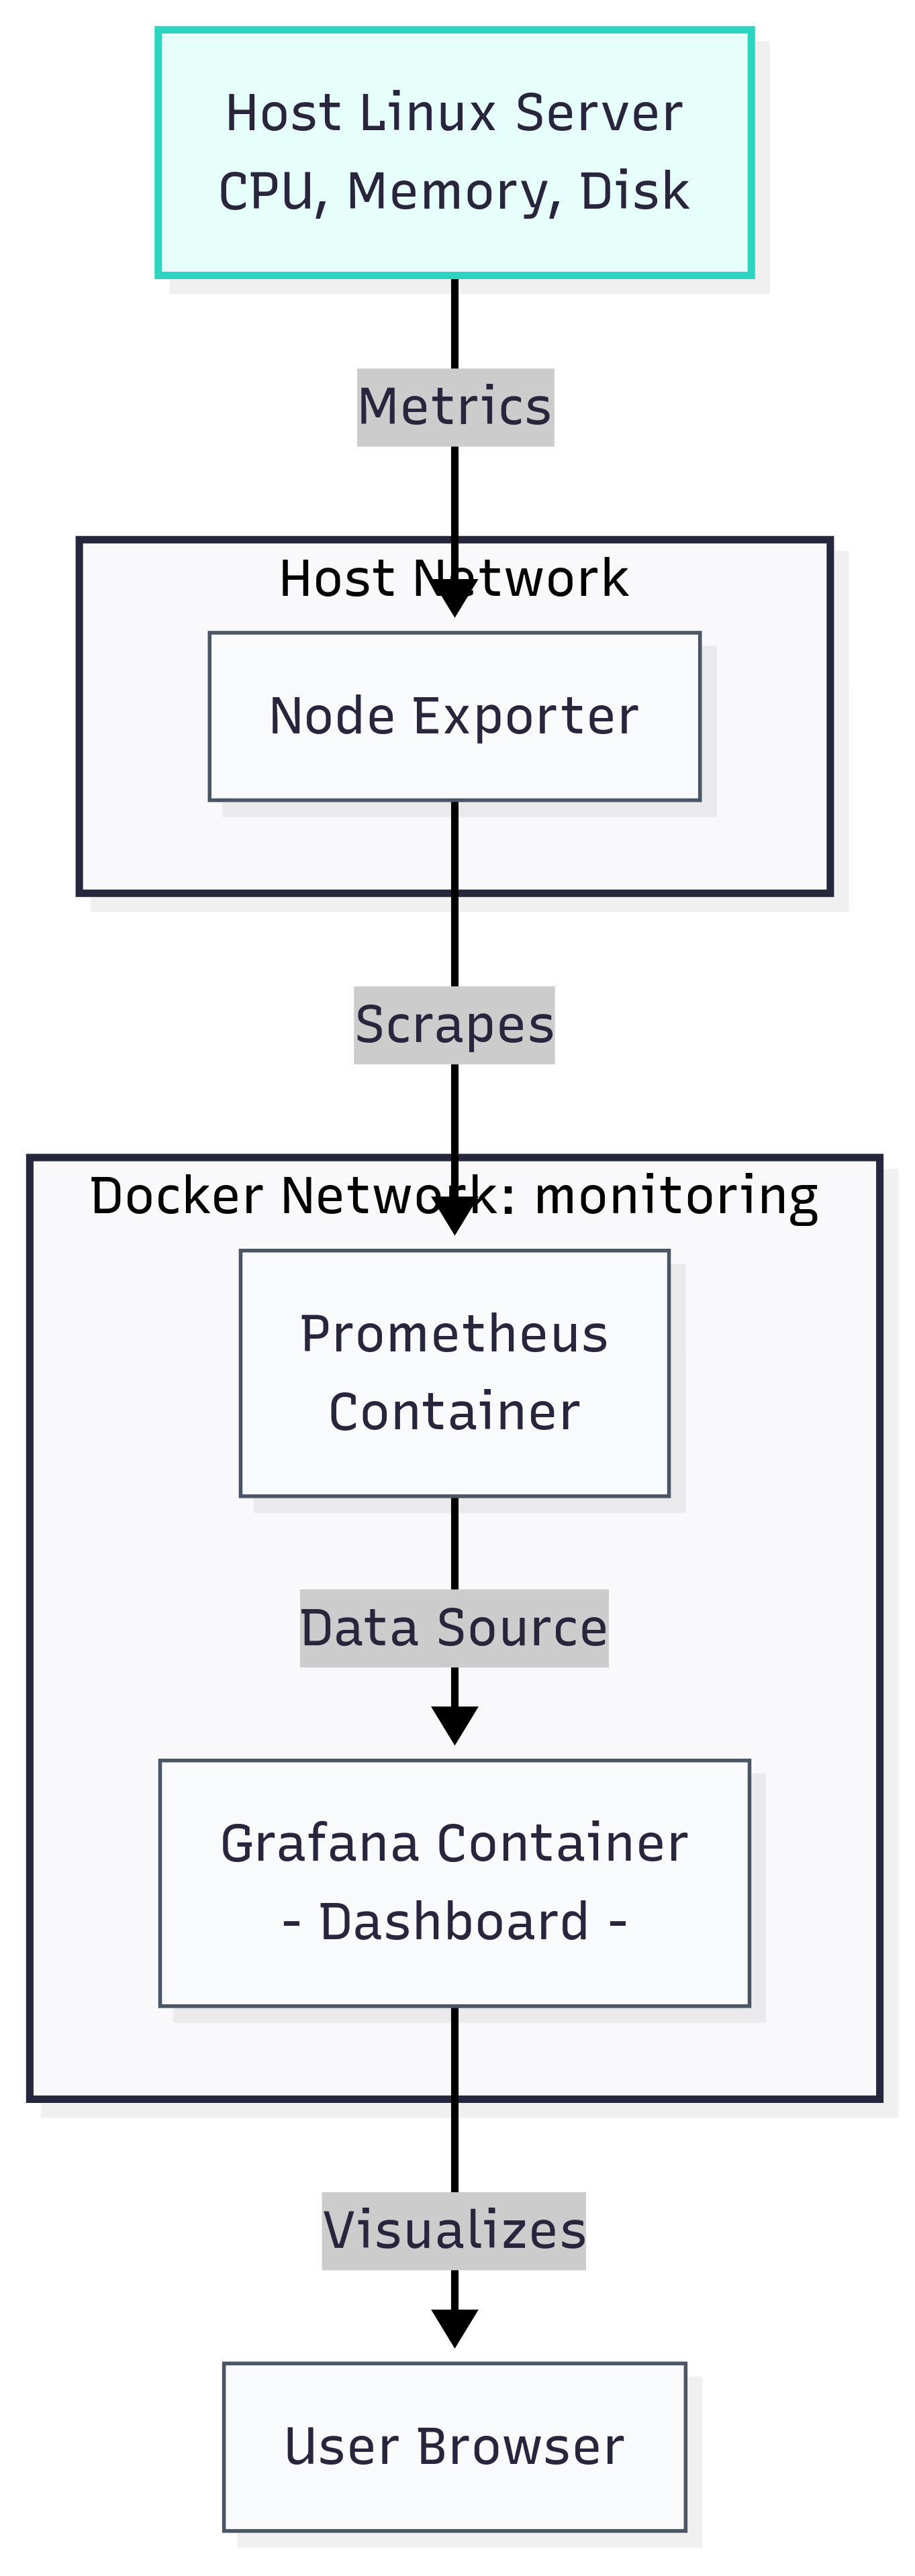 Host Linux Server
CPU, Memory, Disk
Metrics
Host Network
Node Exporter
Scrapes
Docker Network: monitoring
Prometheus
Container
Data Source
Grafana Container
- Dashboard -
Visualizes
User Browser